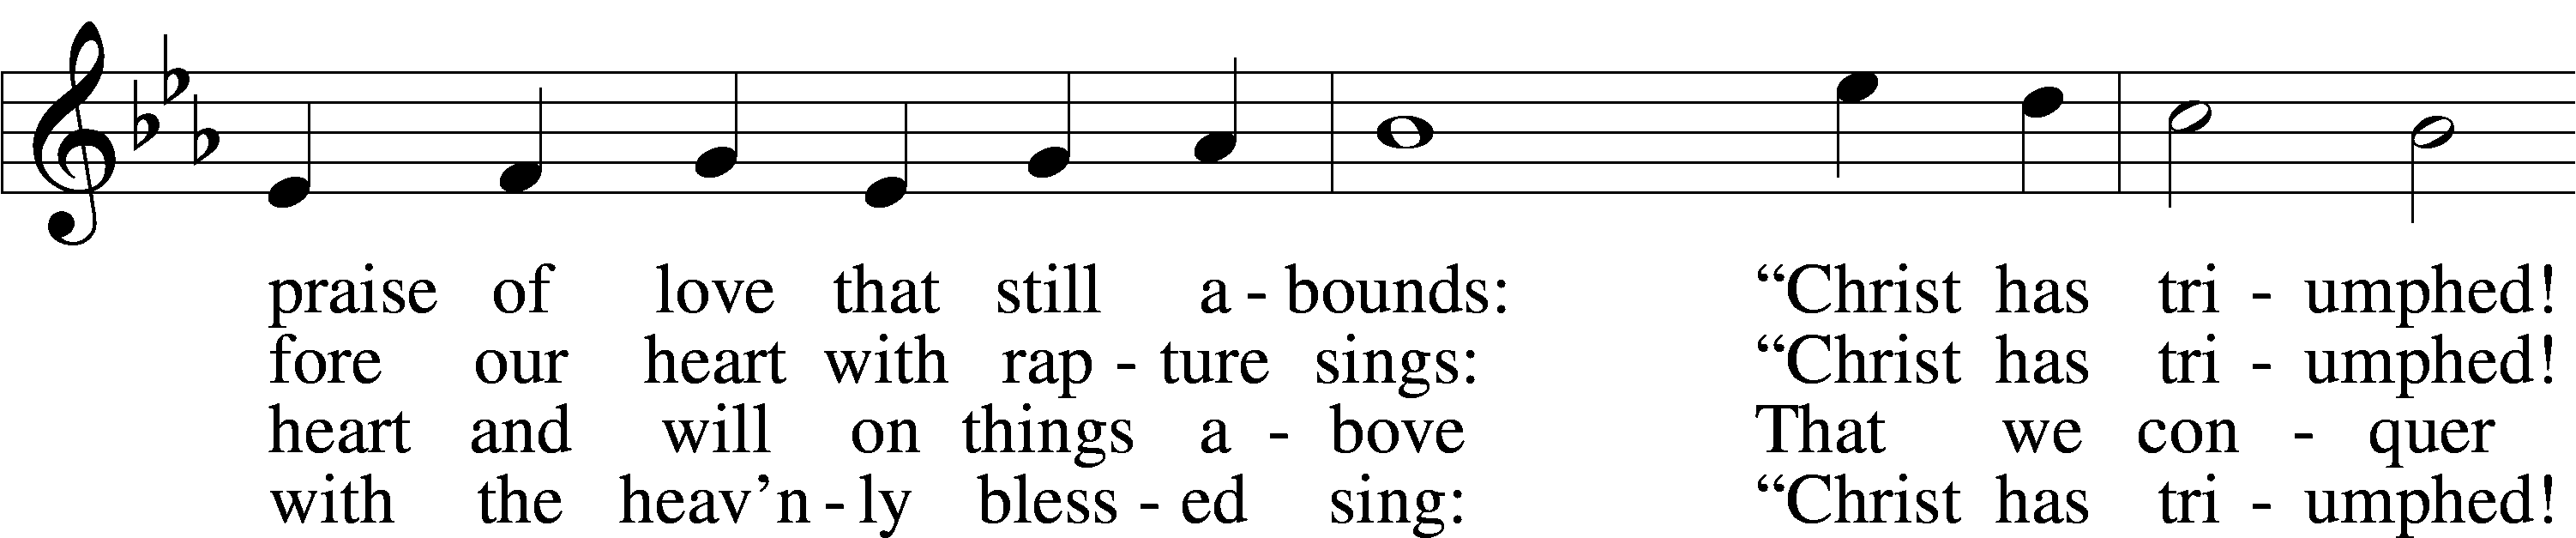 praise of love that still a - bounds: “Christ has tri - umphed!
fore our heart with rap - ture sings: “Christ has tri - umphed!
heart and will on things a - bove That we con - quer
with the heav’n - ly bless - ed sing: “Christ has tri - umphed!